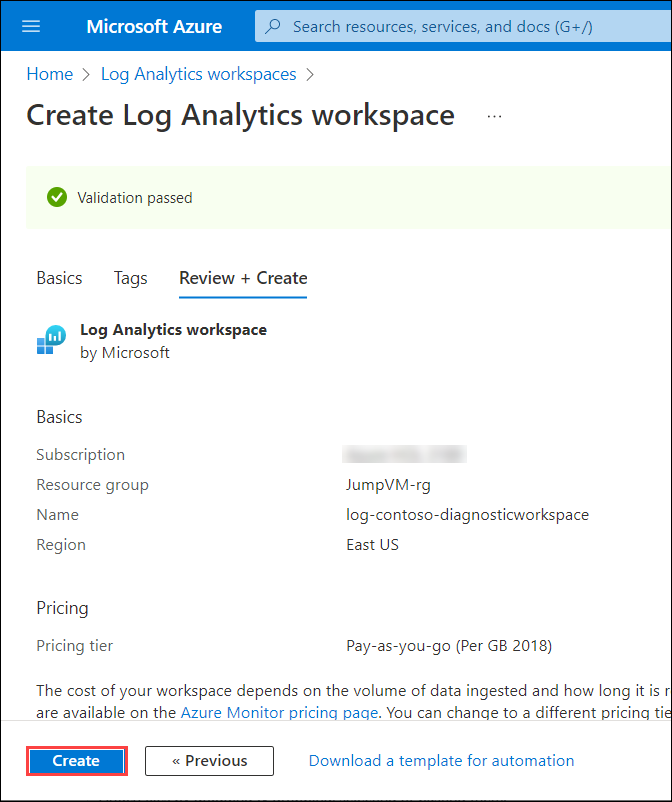 Microsoft Azure
Search resources, services, and docs (G+/)
Home > Log Analytics workspaces >
Create Log Analytics workspace ...
Validation passed
Basics Tags Review + Create
Log Analytics workspace
by Microsoft
Basics
Subscription
Resource group JumpVM-rg
Name log-contoso-diagnosticworkspace
Region East US
Pricing
Pricing tier Pay-as-you-go (Per GB 2018)
The cost of your workspace depends on the volume of data ingested and how long it is
are available on the Azure Monitor pricing page. You can change to a different pricing
Create « Previous Download a template for automation